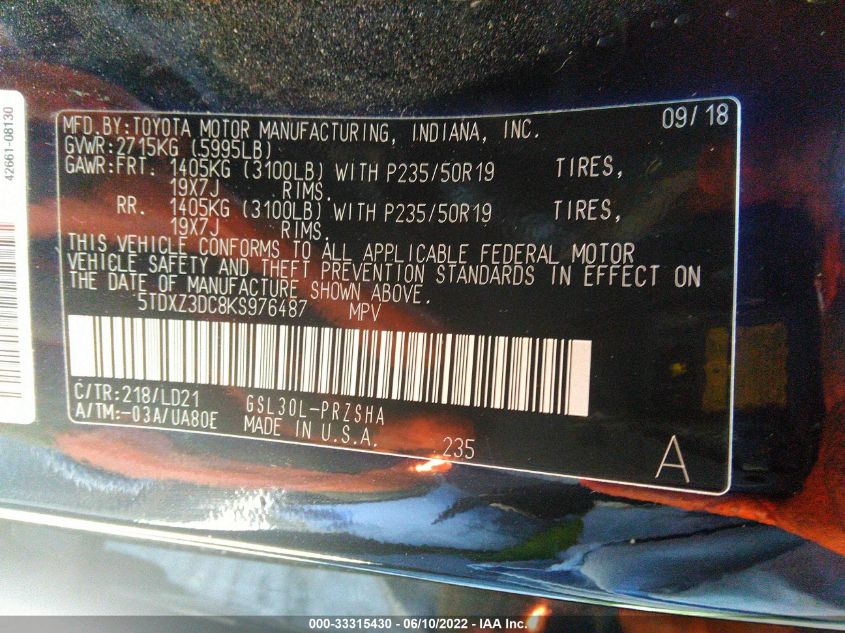 42661-08130
MFD.BY:TOYOTA MOTOR MANUFACTURING, INDIANA, INC. 09/18
GVWR:2715KG (5995LB)
GAWR:FRT. 1405KG (3100LB) WITH P235/50R19 TIRES,
19X7J RIMS.
RR. 1405KG (3100LB) WITH P235/50R19 TIRES,
19X7J RIMS.
THIS VEHICLE CONFORMS TO ALL APPLICABLE FEDERAL MOTOR
VEHICLE SAFETY AND THEFT PREVENTION STANDARDS IN EFFECT ON
THE DATE OF MANUFACTURE SHOWN ABOVE.
5TDXZ3DC8KS976487 MPV
C/TR:218/LD21 GSL30L-PRZSHA
A/TM:-03A/UA80E MADE IN U.S.A. 235
A
000-33315430 - 06/10/2022 - IAA Inc.